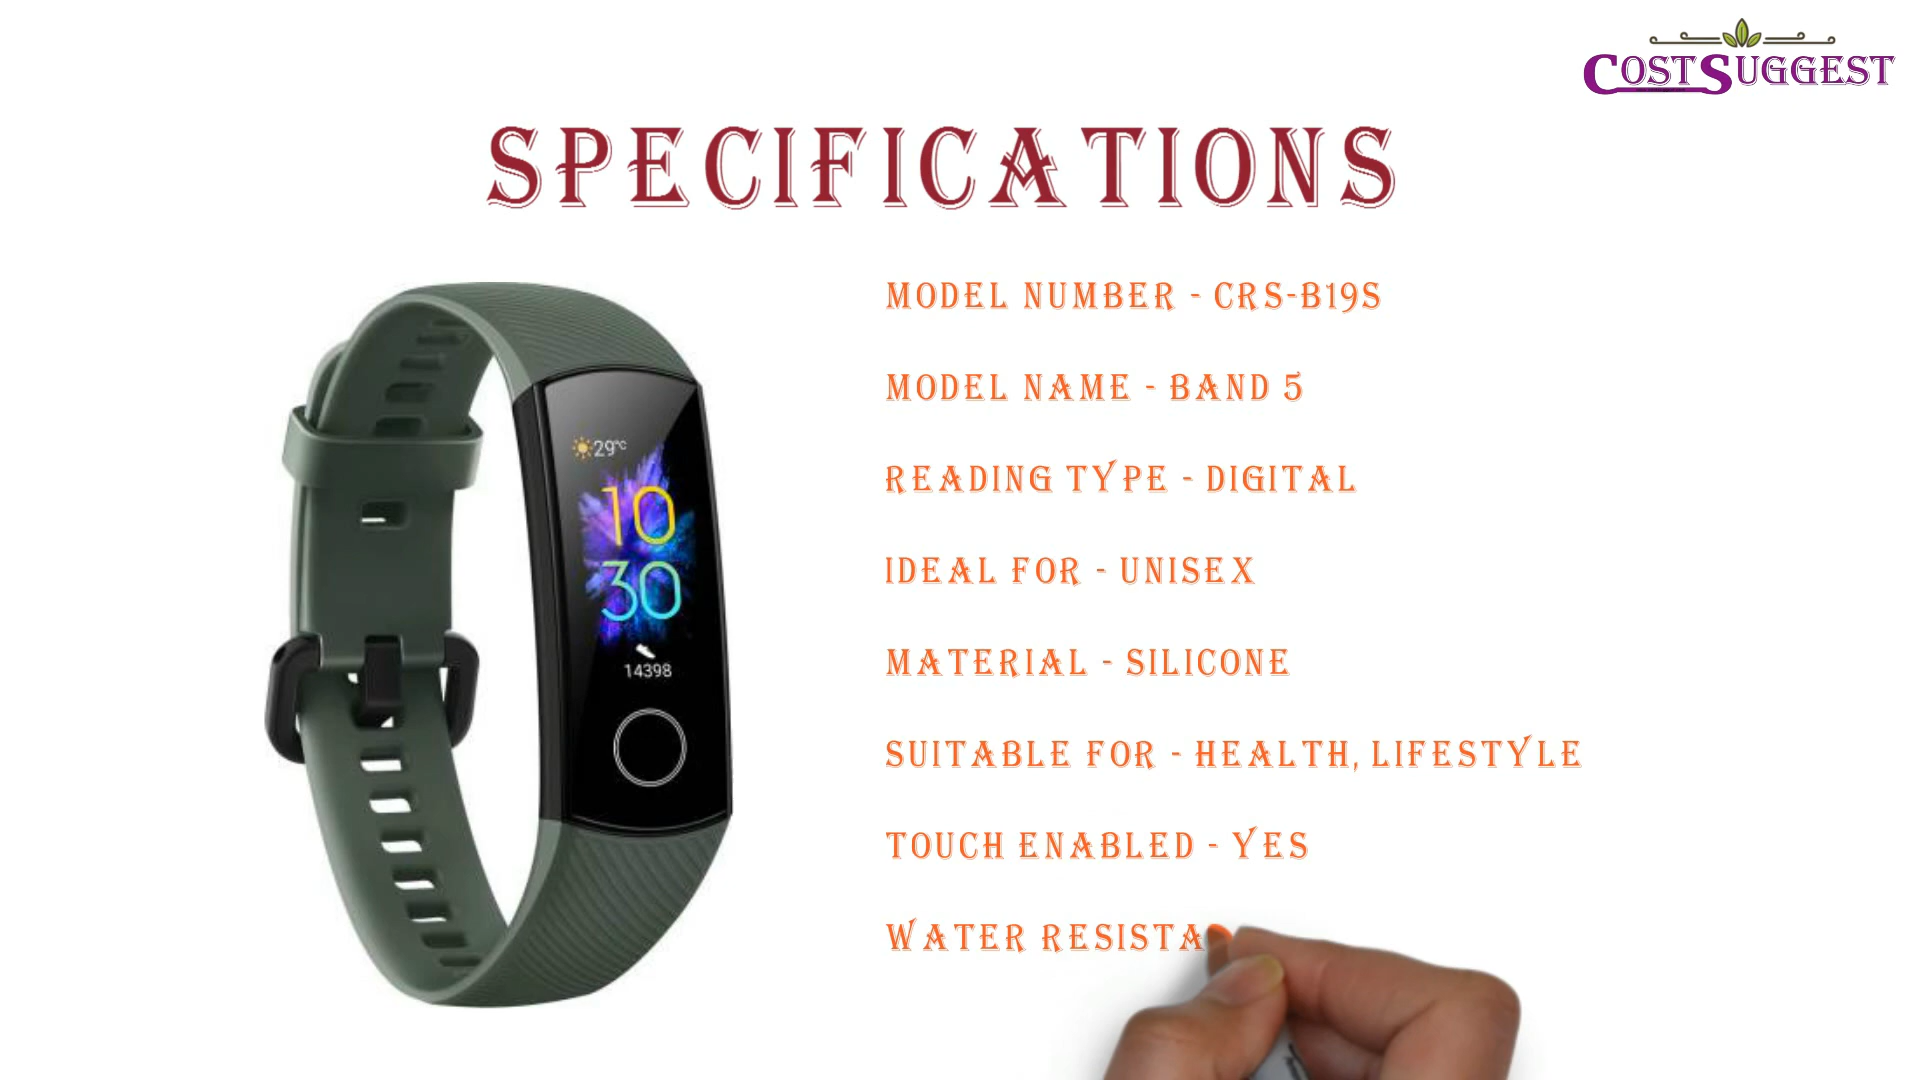 COSTSUGGEST
SPECIFICATIONS
MODEL NUMBER - CRS-B19S
MODEL NAME - BAND 5
READING TYPE - DIGITAL
IDEAL FOR - UNISEX
MATERIAL - SILICONE
SUITABLE FOR - HEALTH, LIFESTYLE
TOUCH ENABLED - YES
WATER RESISTA
29°C
10
30
14398